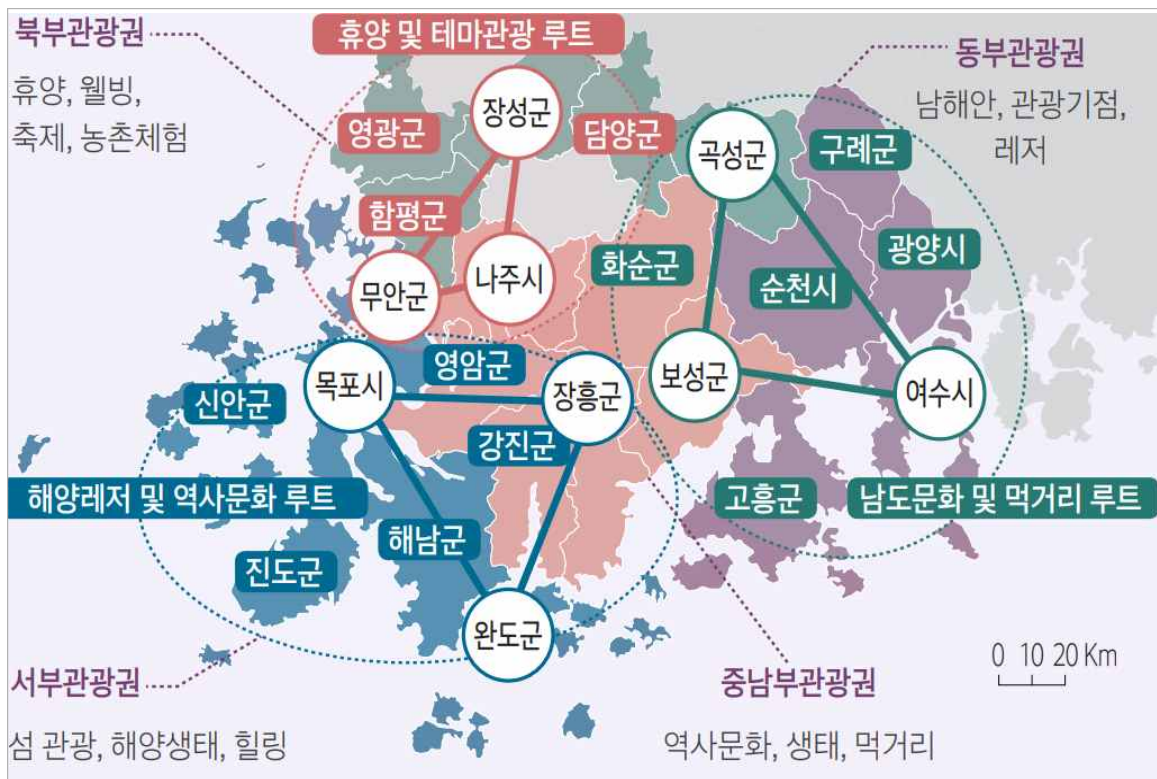 북부관광권
휴양, 웰빙,
축제, 농촌체험
휴양 및 테마관광 루트
동부관광권
남해안, 관광기점,
레저
장성군
영광군
담양군
함평군
무안군
나주시
곡성군
구례군
화순군
광양시
순천시
보성군
여수시
고흥군
남도문화 및 먹거리 루트
목포시
영암군
장흥군
신안군
강진군
해양레저 및 역사문화 루트
해남군
진도군
완도군
0 10 20 Km
서부관광권
섬 관광, 해양생태, 힐링
중남부관광권
역사문화, 생태, 먹거리